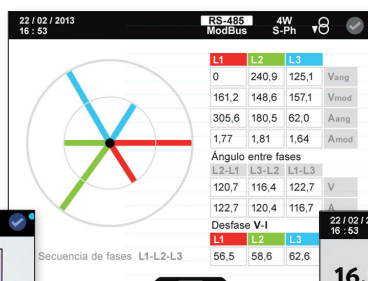 22 / 02 / 2013 RS-485 4W
16 : 53 ModBus S-Ph
L1 L2 L3
0 240,9 125,1 Vang
161,2 148,6 157,1 Vmod
305,6 180,5 62,0 Aang
1,77 1,81 1,64 Amod
Ángulo entre fases
L2-L1 L3-L2 L1-L3
120,7 116,4 122,7 V
122,7 120,4 116,7 A
Desfase V-I
L1 L2 L3
Secuencia de fases L1-L2-L3 56,5 58,6 62,6
22 / 02 /
16 : 53
16.